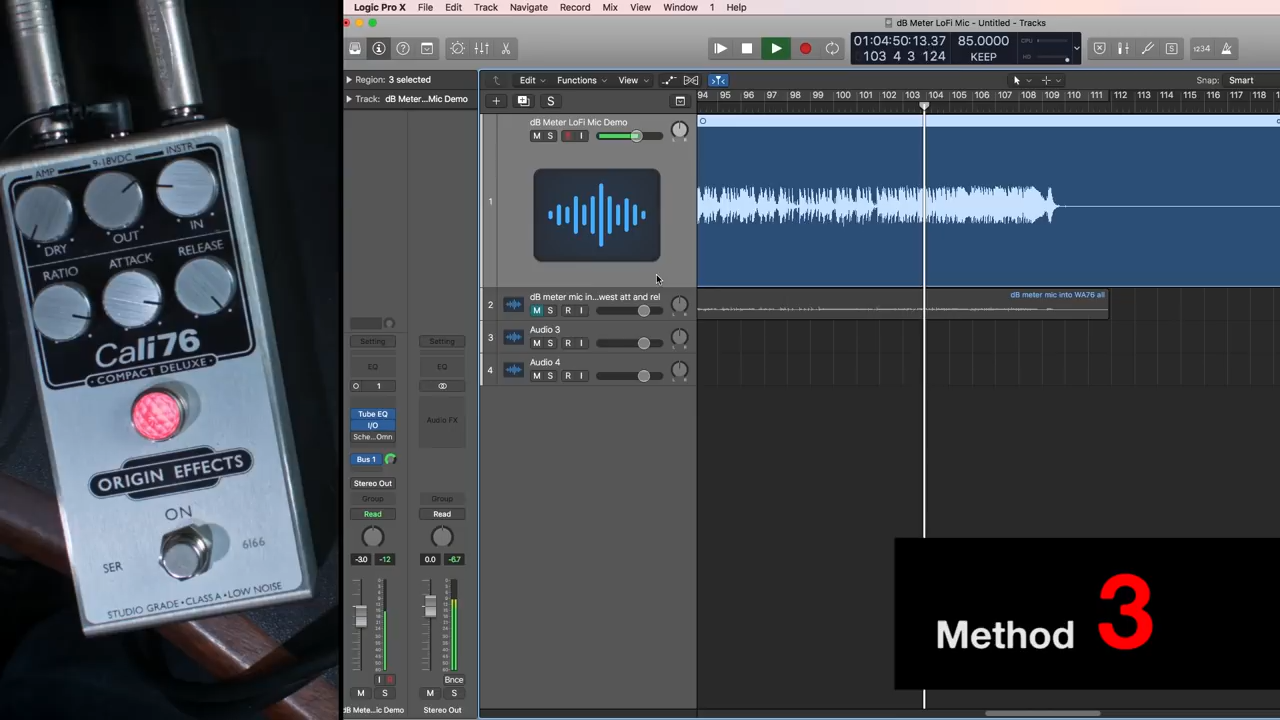 AMP
9-18VDC
INSTR
DRY
OUT
IN
RATIO
ATTACK
RELEASE
Cali76
COMPACT DELUXE
ORIGIN EFFECTS
ON
SER
6166
STUDIO GRADE•CLASS A•LOW NOISE
Logic Pro X File Edit Track Navigate Record Mix View Window 1 Help
dB Meter LoFi Mic - Untitled - Tracks
01:04:50:13.37 85.0000
103 4 3 124 KEEP
CPU
HD
1234
Region: 3 selected
Track: dB Meter...Mic Demo
Edit Functions View
Snap: Smart
S
94 95 96 97 98 99 100 101 102 103 104 105 106 107 108 109 110 111 112 113 114 115 116 117 118
1
dB Meter LoFi Mic Demo
M S R I
2
dB meter mic in...west att and rel
M S R I
dB meter mic into WA76 all
3
Audio 3
M S R I
4
Audio 4
M S R I
Setting Setting
EQ EQ
1
Tube EQ
I/O
Sche...Omn
Audio FX
Bus 1
Stereo Out
Group Group
Read Read
-3.0 -12 0.0 -6.7
I R Bnce
M S M S
dB Mete...ic Demo Stereo Out
Method 3